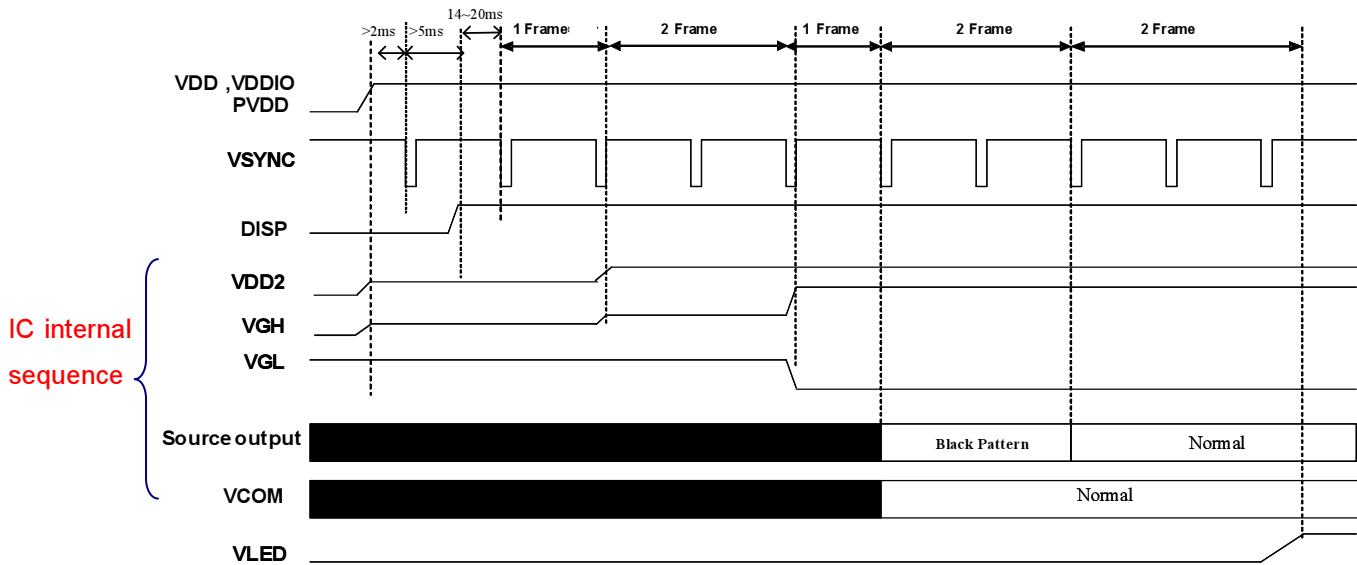 14~20ms
>2ms
>5ms
1 Frame
2 Frame
1 Frame
2 Frame
2 Frame
VDD ,VDDIO
PVDD
VSYNC
DISP
VDD2
VGH
VGL
IC internal
sequence
Source output
Black Pattern
Normal
VCOM
Normal
VLED